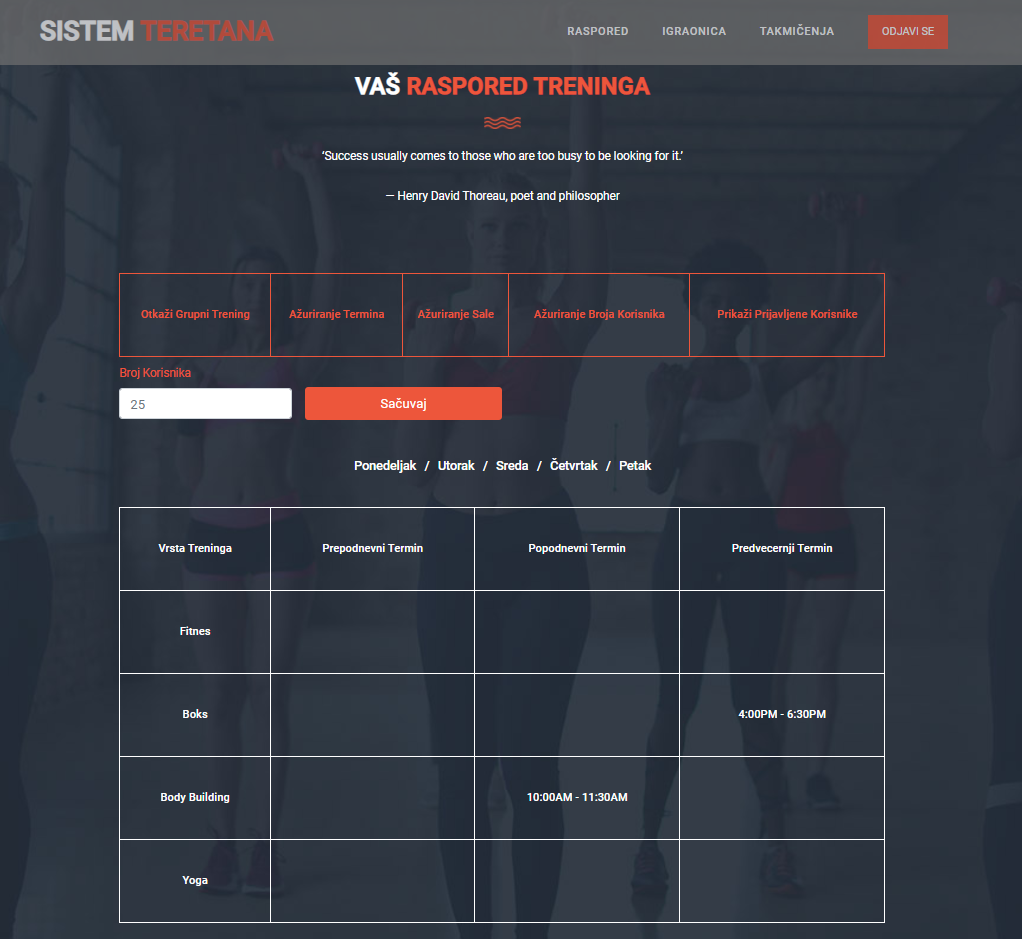 SISTEM TERETANA
RASPORED IGRAONICA TAKMIČENJA ODJAVI SE
VAŠ RASPORED TRENINGA
‘Success usually comes to those who are too busy to be looking for it.’
— Henry David Thoreau, poet and philosopher
Otkaži Grupni Trening Ažuriranje Termina Ažuriranje Sale Ažuriranje Broja Korisnika Prikaži Prijavljene Korisnike
Broj Korisnika
25 Sačuvaj
Ponedeljak / Utorak / Sreda / Četvrtak / Petak
Vrsta Treninga Prepodnevni Termin Popodnevni Termin Predvecernji Termin
Fitnes
Boks 4:00PM - 6:30PM
Body Building 10:00AM - 11:30AM
Yoga